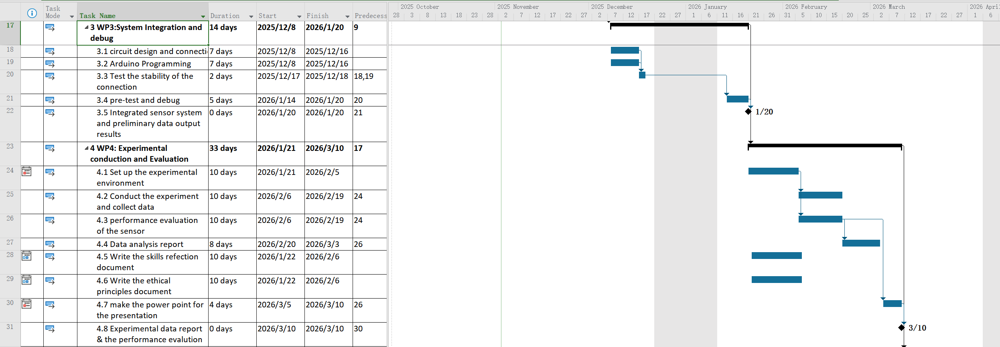 Task Mode Task Name Duration Start Finish Predecess
2025 October 2025 November 2025 December 2026 January 2026 February 2026 March 2026 April
28 3 8 13 18 23 28 2 7 12 17 22 27 2 7 12 17 22 27 1 6 11 16 21 26 31 5 10 15 20 25 2 7 12 17 22 27 1 6
17 3 WP3:System Integration and 14 days 2025/12/8 2026/1/20 9
debug
18 3.1 circuit design and connecti 7 days 2025/12/8 2025/12/16
19 3.2 Arduino Programming 7 days 2025/12/8 2025/12/16
20 3.3 Test the stability of the 2 days 2025/12/17 2025/12/18 18,19
connection
21 3.4 pre-test and debug 5 days 2026/1/14 2026/1/20 20
22 3.5 Integrated sensor system 0 days 2026/1/20 2026/1/20 21 1/20
and preliminary data output
results
23 4 WP4: Experimental 33 days 2026/1/21 2026/3/10 17
conduction and Evaluation
24 4.1 Set up the experimental 10 days 2026/1/21 2026/2/5
environment
25 4.2 Conduct the experiment 10 days 2026/2/6 2026/2/19 24
and collect data
26 4.3 performance evaluation 10 days 2026/2/6 2026/2/19 24
of the sensor
27 4.4 Data analysis report 8 days 2026/2/20 2026/3/3 26
28 4.5 Write the skills refection 10 days 2026/1/22 2026/2/6
document
29 4.6 Write the ethical 10 days 2026/1/22 2026/2/6
principles document
30 4.7 make the power point for 4 days 2026/3/5 2026/3/10 26
the presentation
31 4.8 Experimental data report 0 days 2026/3/10 2026/3/10 30 3/10
& the performance evalution